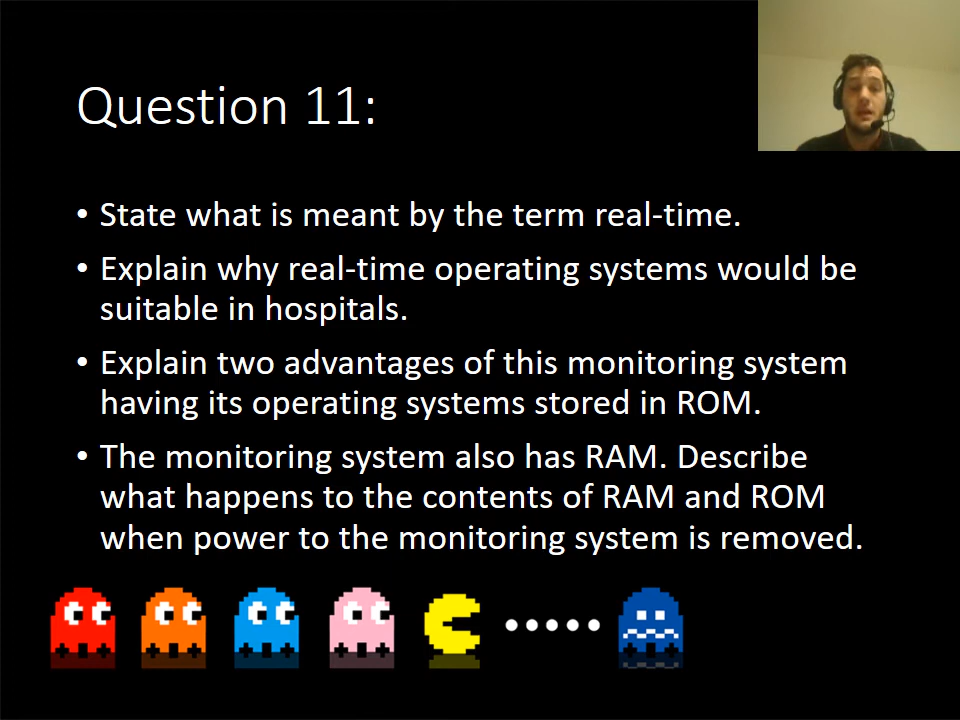 Question 11:
• State what is meant by the term real-time.
• Explain why real-time operating systems would be
suitable in hospitals.
• Explain two advantages of this monitoring system
having its operating systems stored in ROM.
• The monitoring system also has RAM. Describe
what happens to the contents of RAM and ROM
when power to the monitoring system is removed.